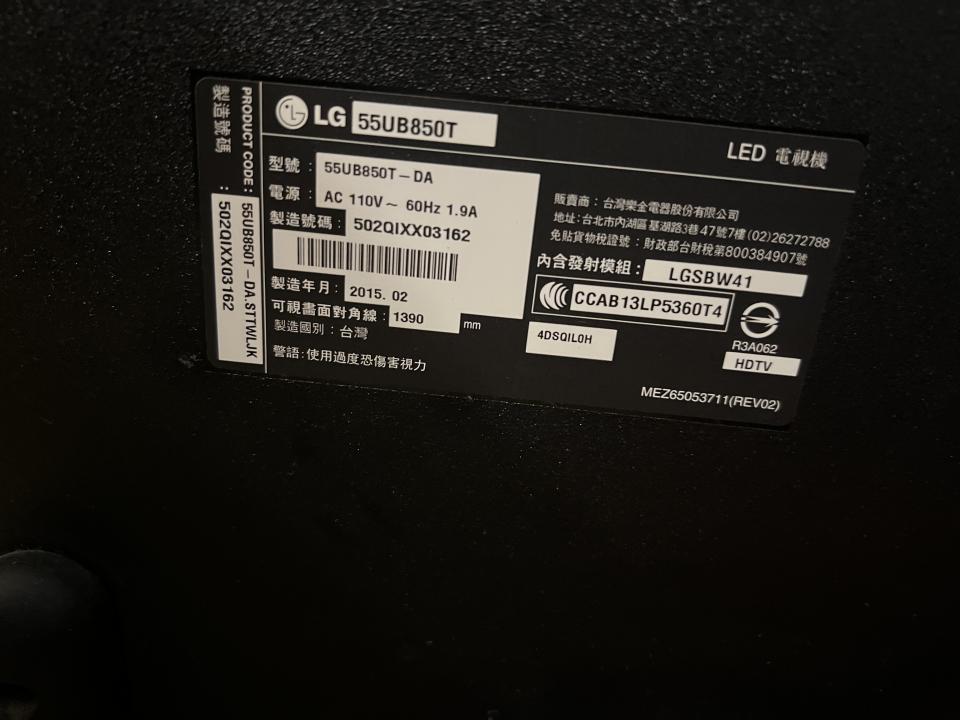 LG 55UB850T
LED 電視機
型號 : 55UB850T-DA
電源 : AC 110V~ 60Hz 1.9A
製造號碼 : 502QIXX03162
製造年月 : 2015. 02
可視畫面對角線 : 1390 mm
製造國別 : 台灣
警語 : 使用過度恐傷害視力
販賣商 : 台灣樂金電器股份有限公司
地址: 台北市內湖區基湖路3巷47號7樓 (02)26272788
免貼貨物稅證號 : 財政部台財稅第800384907號
內含發射模組 : LGSBW41
CCAB13LP5360T4
4DSQIL0H
R3A062
HDTV
MEZ65053711(REV02)
PRODUCT CODE : 55UB850T-DA.STTWLJK
製造號碼 : 502QIXX03162